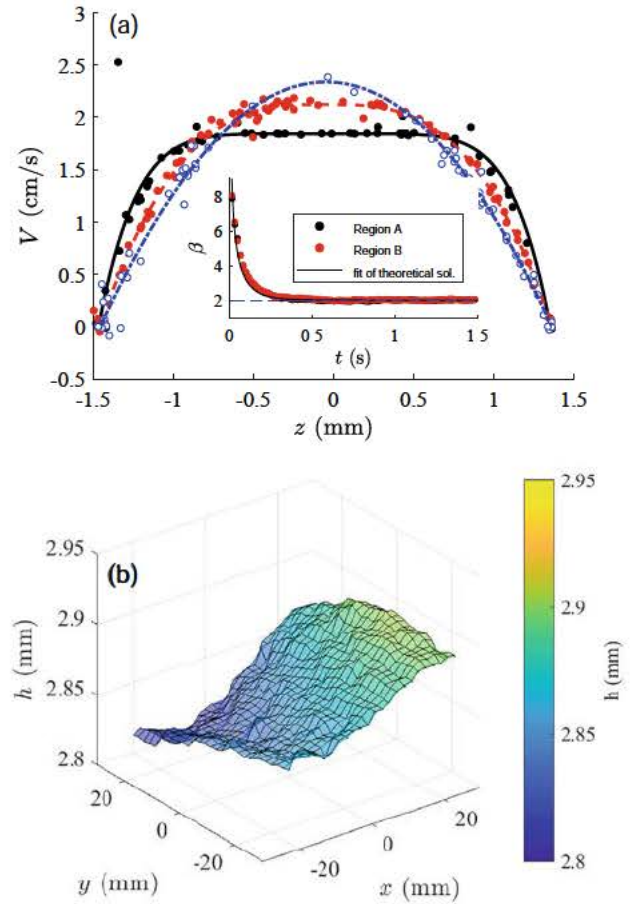 (a)
3
2.5
2
1.5
1
0.5
0
-0.5
V (cm/s)
8
6
4
2
β
Region A
Region B
fit of theoretical sol.
0
0 5
1
1 5
t (s)
-1.5
-1
-0.5
0
0.5
1
1.5
z (mm)
(b)
2.95
2.9
2.85
2.8
h (mm)
20
0
-20
y (mm)
-20
0
20
x (mm)
2.95
2.9
2.85
2.8
h (mm)